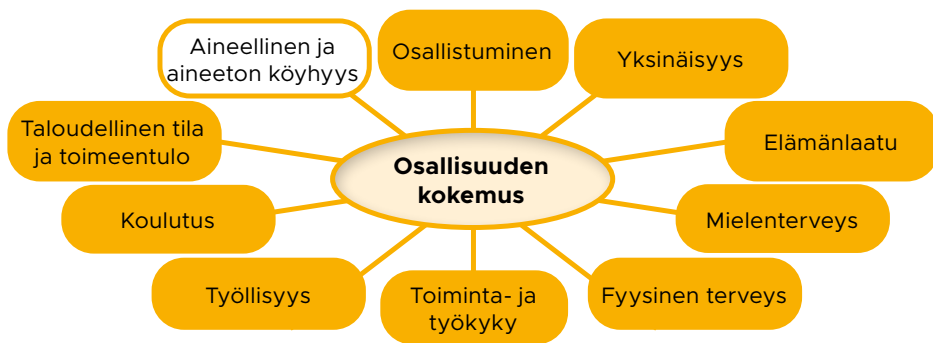 Aineellinen ja
aineeton köyhyys
Osallistuminen
Yksinäisyys
Taloudellinen tila
ja toimeentulo
Elämänlaatu
Osallisuuden
kokemus
Koulutus
Mielenterveys
Työllisyys
Toiminta- ja
työkyky
Fyysinen terveys